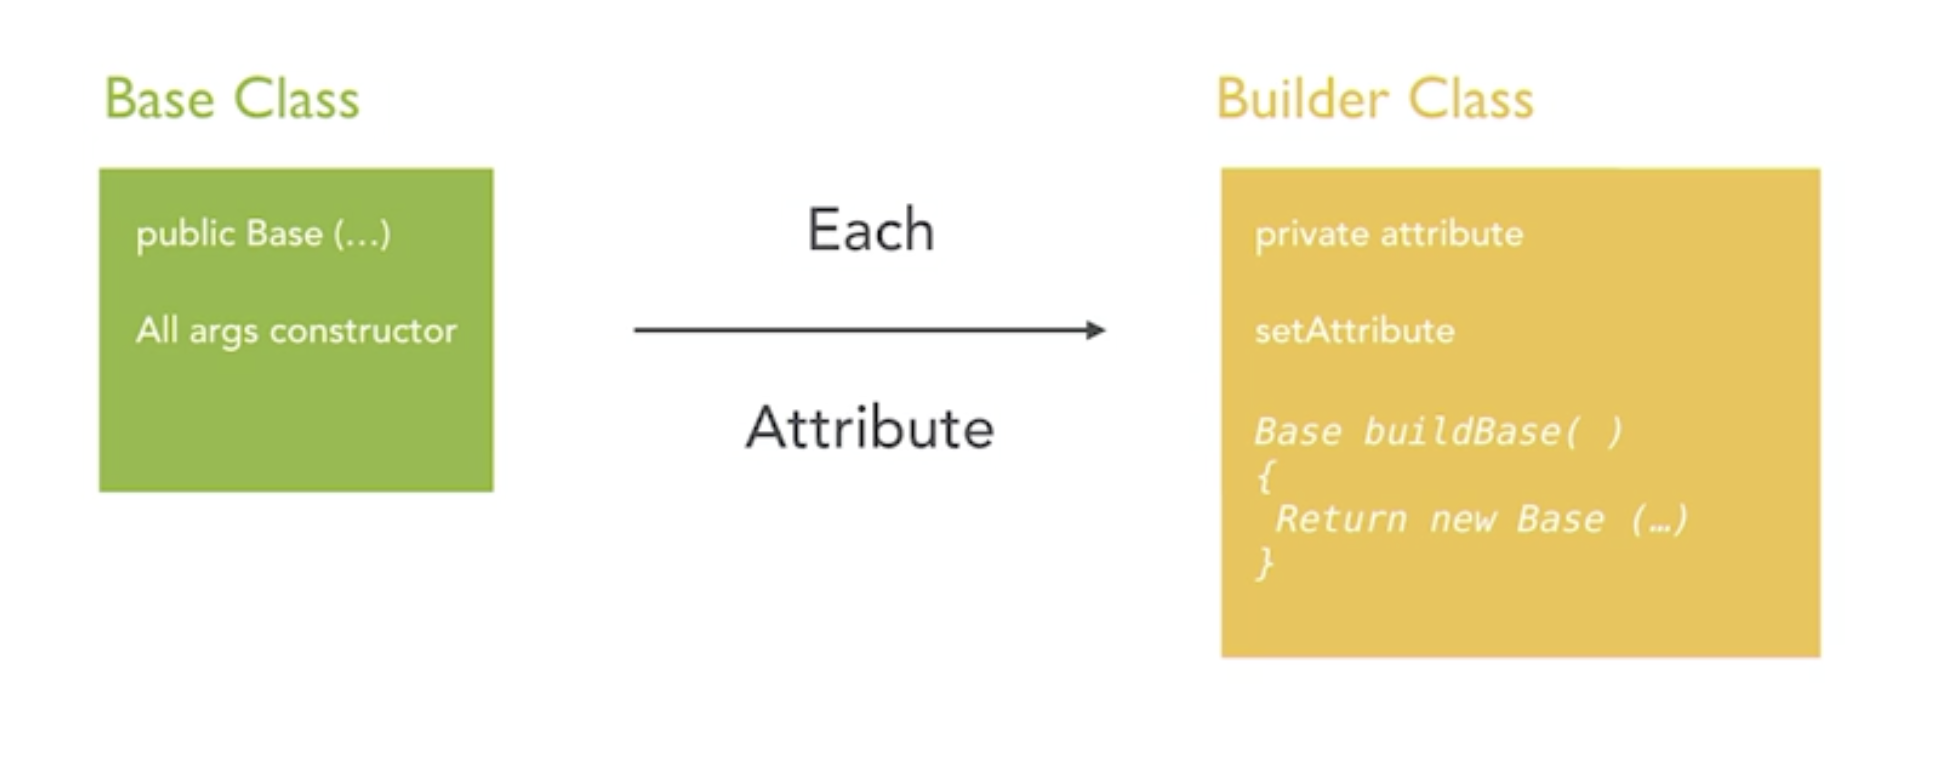 Base Class
public Base (...)
All args constructor
Each
Attribute
Builder Class
private attribute
setAttribute
Base buildBase( )
{
Return new Base (…)
}